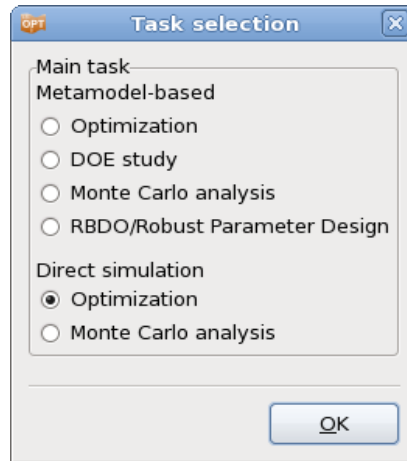 OPT
Task selection
Main task
Metamodel-based
Optimization
DOE study
Monte Carlo analysis
RBDO/Robust Parameter Design
Direct simulation
Optimization
Monte Carlo analysis
OK